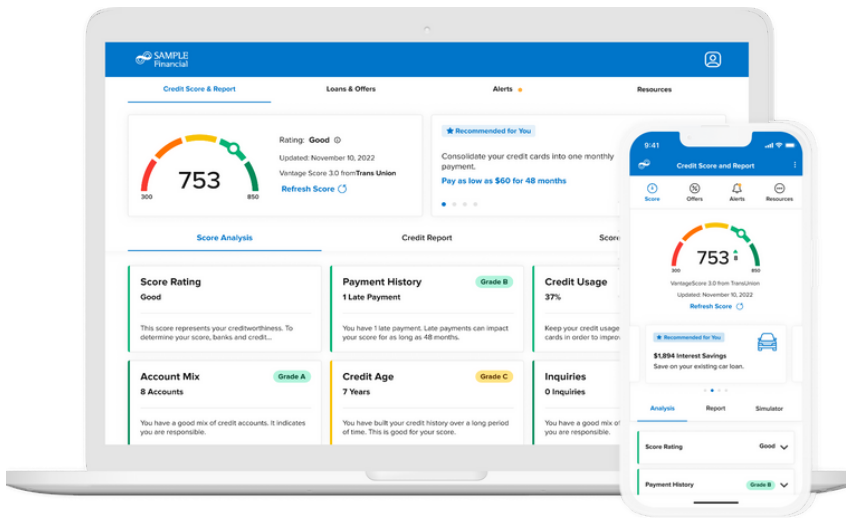 SAMPLE
Financial
Credit Score & Report
Loans & Offers
Alerts
Resources
753
300
850
Rating: Good
Updated: November 10, 2022
Vantage Score 3.0 fromTrans Union
Refresh Score
Recommended for You
Consolidate your credit cards into one monthly
payment.
Pay as low as $60 for 48 months
Score Analysis
Credit Report
Score
Score Rating
Good
This score represents your creditworthiness. To
determine your score, banks and credit...
Payment History
Grade B
1 Late Payment
You have 1 late payment. Late payments can impact
your score for as long as 48 months.
Credit Usage
37%
Keep your credit usage
cards in order to
Account Mix
Grade A
8 Accounts
You have a good mix of credit accounts. It indicates
you are responsible.
Credit Age
Grade C
7 Years
You have built your credit history over a long period
of time. This is good for your score.
Inquiries
0 Inquiries
You have a good mix
you are responsible.
9:41
Credit Score and Report
Score
Offers
Alerts
Resources
753
8
300
850
VantageScore 3.0 from TransUnion
Updated: November 10, 2022
Refresh Score
Recommended for You
$1,894 Interest Savings
Save on your existing car loan.
Analysis
Report
Simulator
Score Rating
Good
Payment History
Grade B